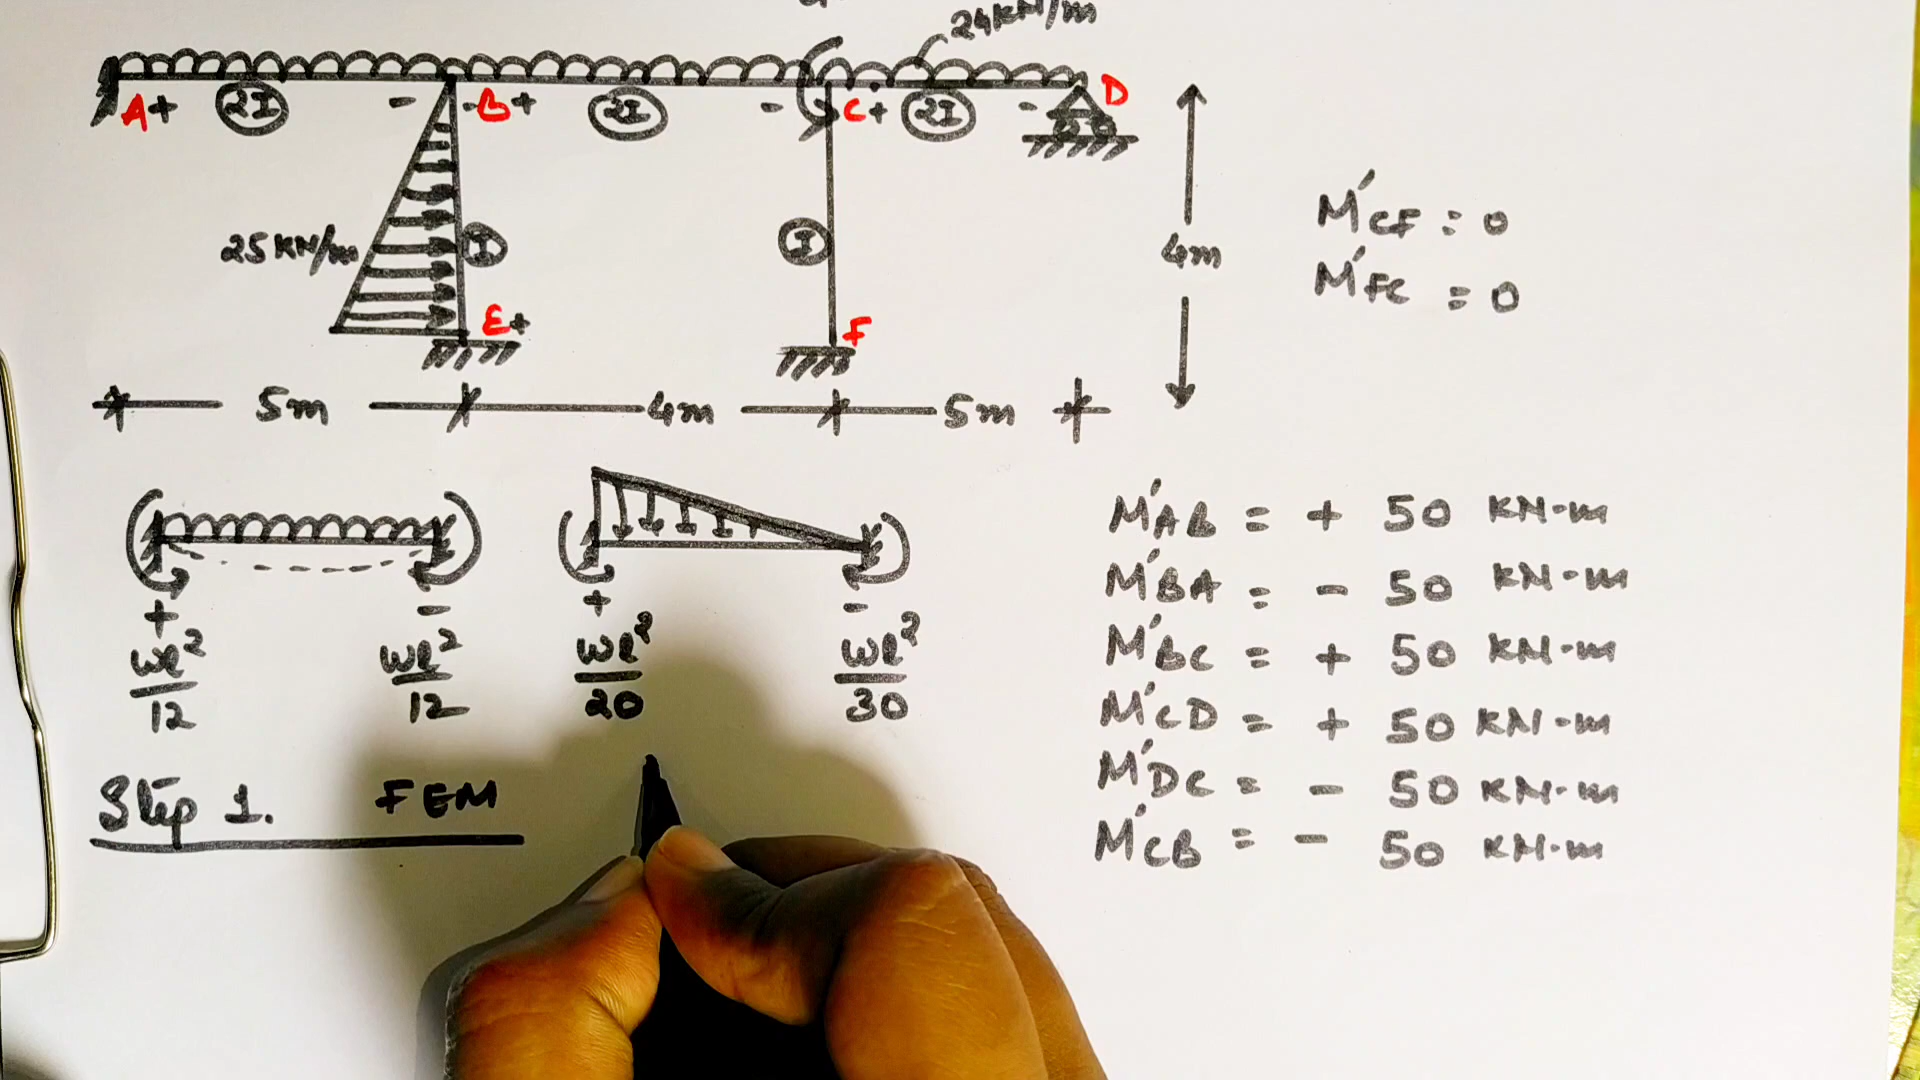 24KN/m
A+ 2I - B+ 2I - C+ 2I - D
25 KN/m I I 4m
E+ F
5m 4m 5m
M'CF = 0
M'FC = 0
+ - + -
wl²/12 wl²/12 wl²/20 wl²/30
Step 1. FEM
M'AB = + 50 KN-m
M'BA = - 50 KN-m
M'BC = + 50 KN-m
M'CD = + 50 KN-m
M'DC = - 50 KN-m
M'CB = - 50 KN-m